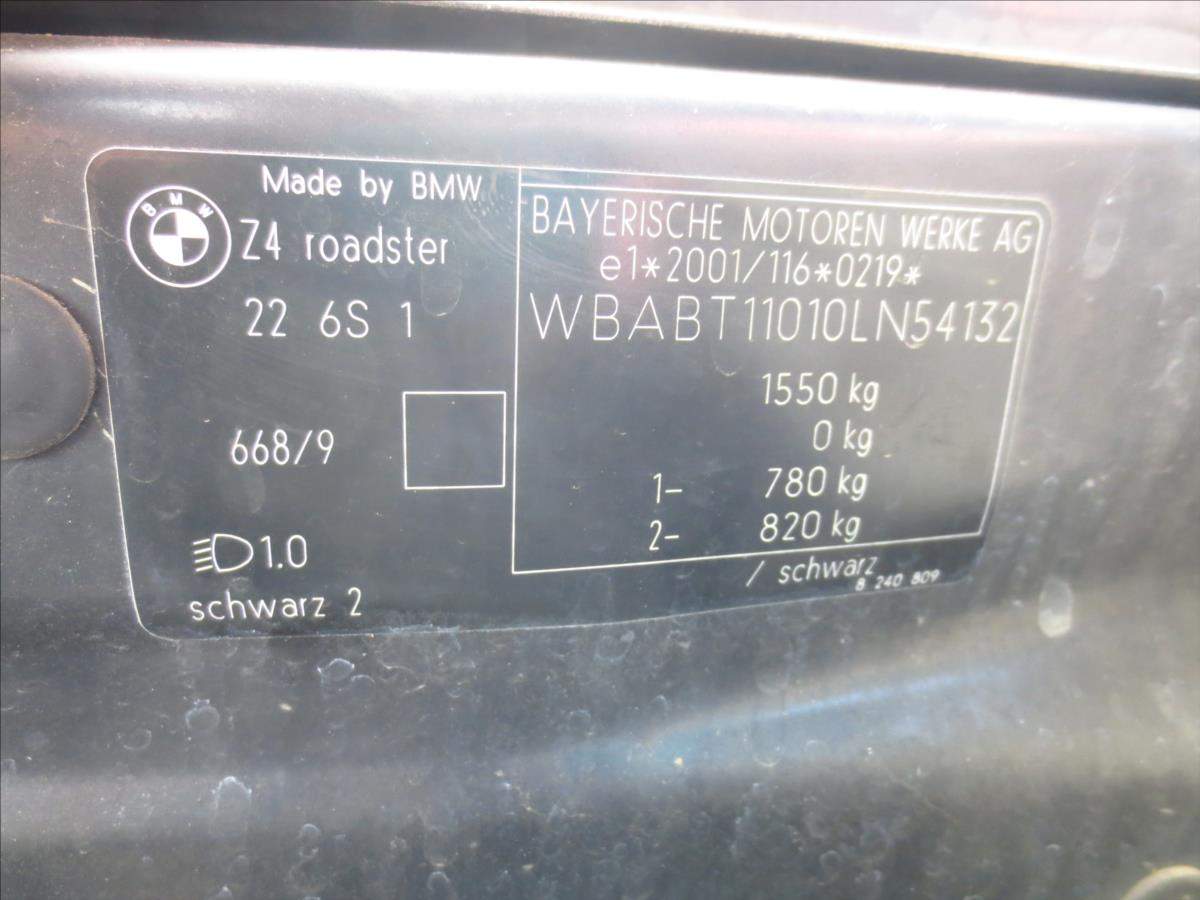 Made by BMW
BMW
Z4 roadster
22 6S 1
668/9
1.0
schwarz 2
BAYERISCHE MOTOREN WERKE AG
e1*2001/116*0219*
WBABT11010LN54132
1550 kg
0 kg
1- 780 kg
2- 820 kg
/ schwarz
8 240 809